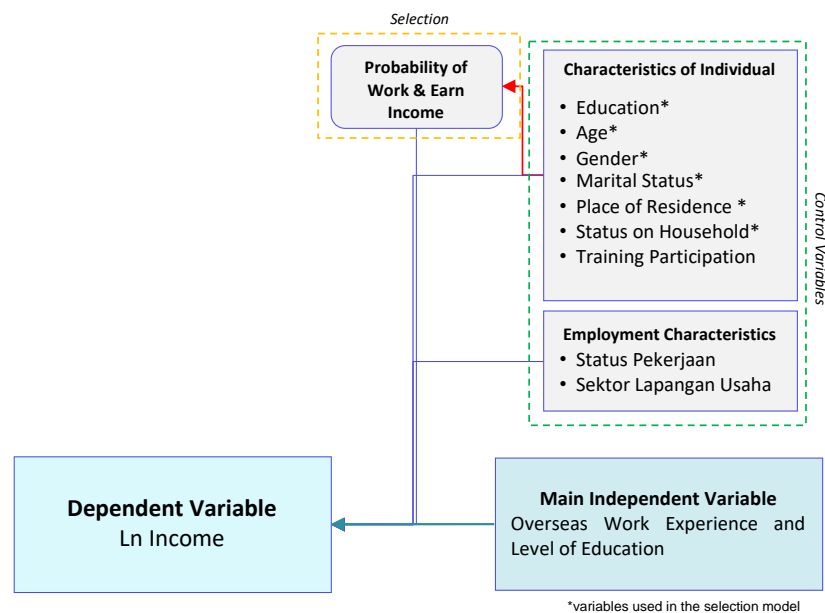 Selection
Probability of
Work & Earn
Income
Characteristics of Individual
• Education*
• Age*
• Gender*
• Marital Status*
• Place of Residence *
• Status on Household*
• Training Participation
Control Variables
Employment Characteristics
• Status Pekerjaan
• Sektor Lapangan Usaha
Dependent Variable
Ln Income
Main Independent Variable
Overseas Work Experience and
Level of Education
*variables used in the selection model